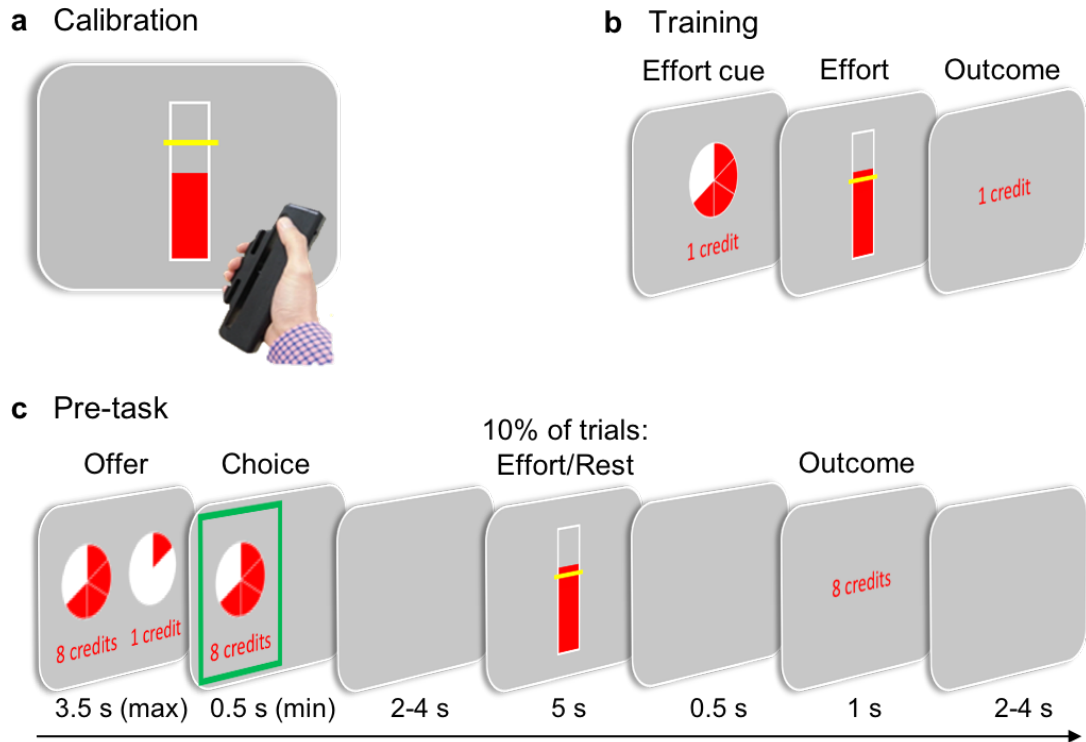 a Calibration
b Training
Effort cue
Effort
Outcome
1 credit
1 credit
c Pre-task
10% of trials:
Offer
Choice
Effort/Rest
Outcome
8 credits
1 credit
8 credits
8 credits
3.5 s (max)
0.5 s (min)
2-4 s
5 s
0.5 s
1 s
2-4 s